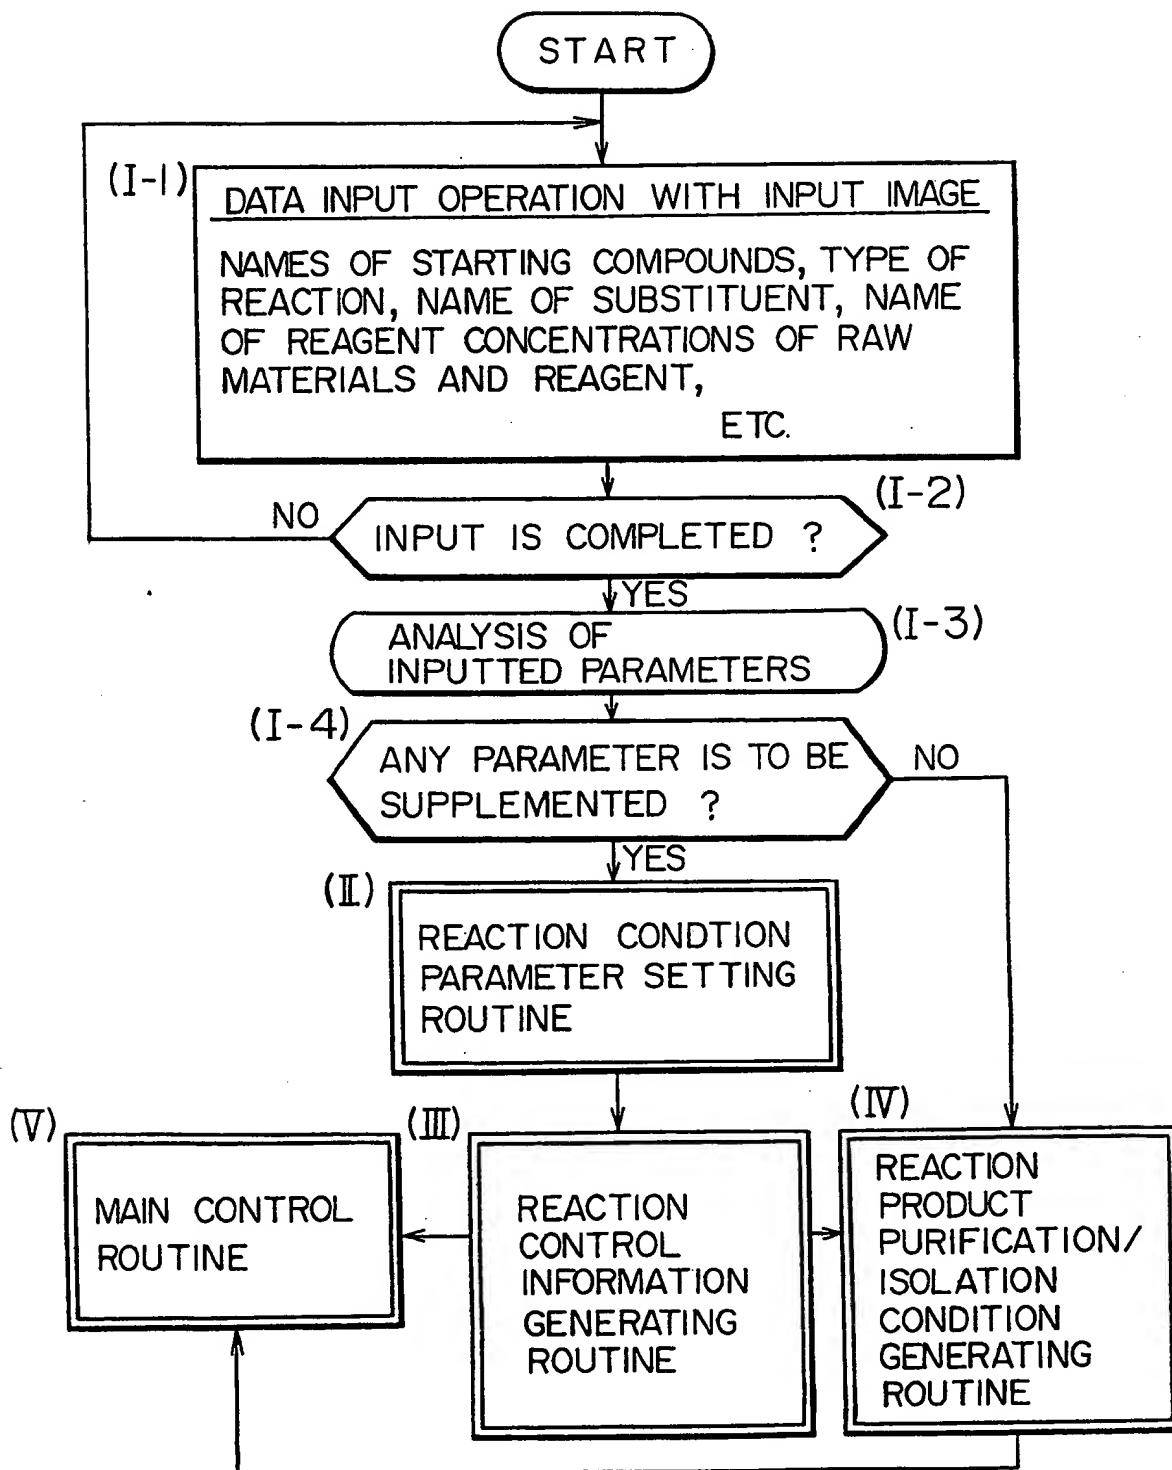 START
(I-1)
DATA INPUT OPERATION WITH INPUT IMAGE
NAMES OF STARTING COMPOUNDS, TYPE OF
REACTION, NAME OF SUBSTITUENT, NAME
OF REAGENT CONCENTRATIONS OF RAW
MATERIALS AND REAGENT,
ETC.
(I-2)
NO
INPUT IS COMPLETED ?
YES
(I-3)
ANALYSIS OF
INPUTTED PARAMETERS
(I-4)
ANY PARAMETER IS TO BE
SUPPLEMENTED ?
NO
YES
(II)
REACTION CONDTION
PARAMETER SETTING
ROUTINE
(V)
MAIN CONTROL
ROUTINE
(III)
REACTION
CONTROL
INFORMATION
GENERATING
ROUTINE
(IV)
REACTION
PRODUCT
PURIFICATION/
ISOLATION
CONDITION
GENERATING
ROUTINE